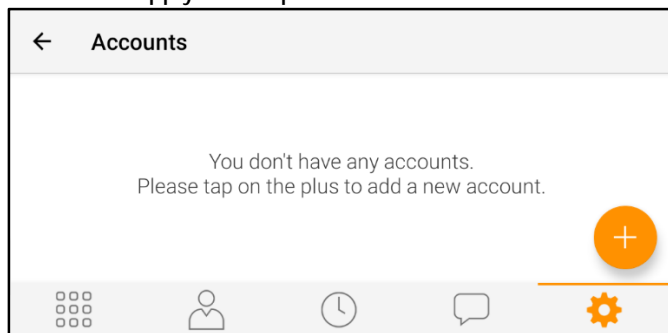 Accounts
You don't have any accounts.
Please tap on the plus to add a new account.